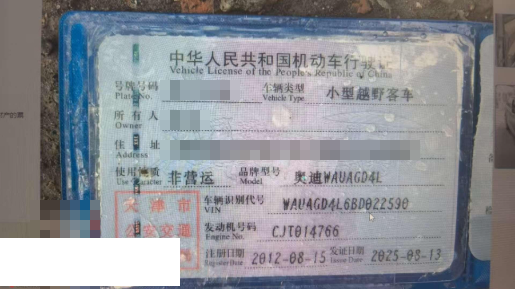 中华人民共和国机动车行驶证
Vehicle License of the People's Republic of China
号牌号码 车辆类型 小型越野客车
Plate No. Vehicle Type
所有人
Owner
住址
Address
使用性质 非营运 品牌型号 奥迪WAUAGD4L
Use Character Model
天津市 车辆识别代号 WAUAGD4L6BD022590
VIN
公安交通 发动机号码 CJT014766
Engine No.
注册日期 2012-08-15 发证日期 2025-08-13
Register Date Issue Date